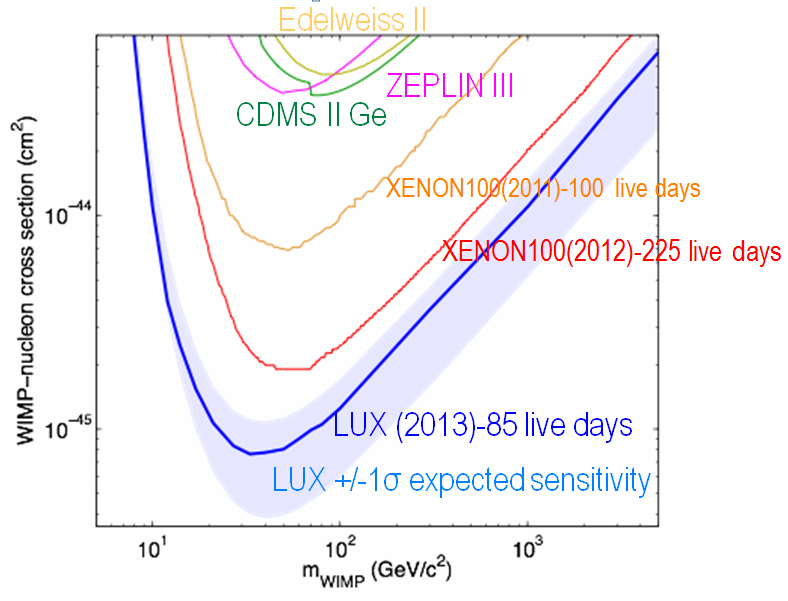 Edelweiss II
ZEPLIN III
CDMS II Ge
XENON100(2011)-100 live days
10⁻⁴⁴
XENON100(2012)-225 live days
WIMP−nucleon cross section (cm²)
LUX (2013)-85 live days
10⁻⁴⁵
LUX +/-1σ expected sensitivity
10¹
10²
10³
m_WIMP (GeV/c²)